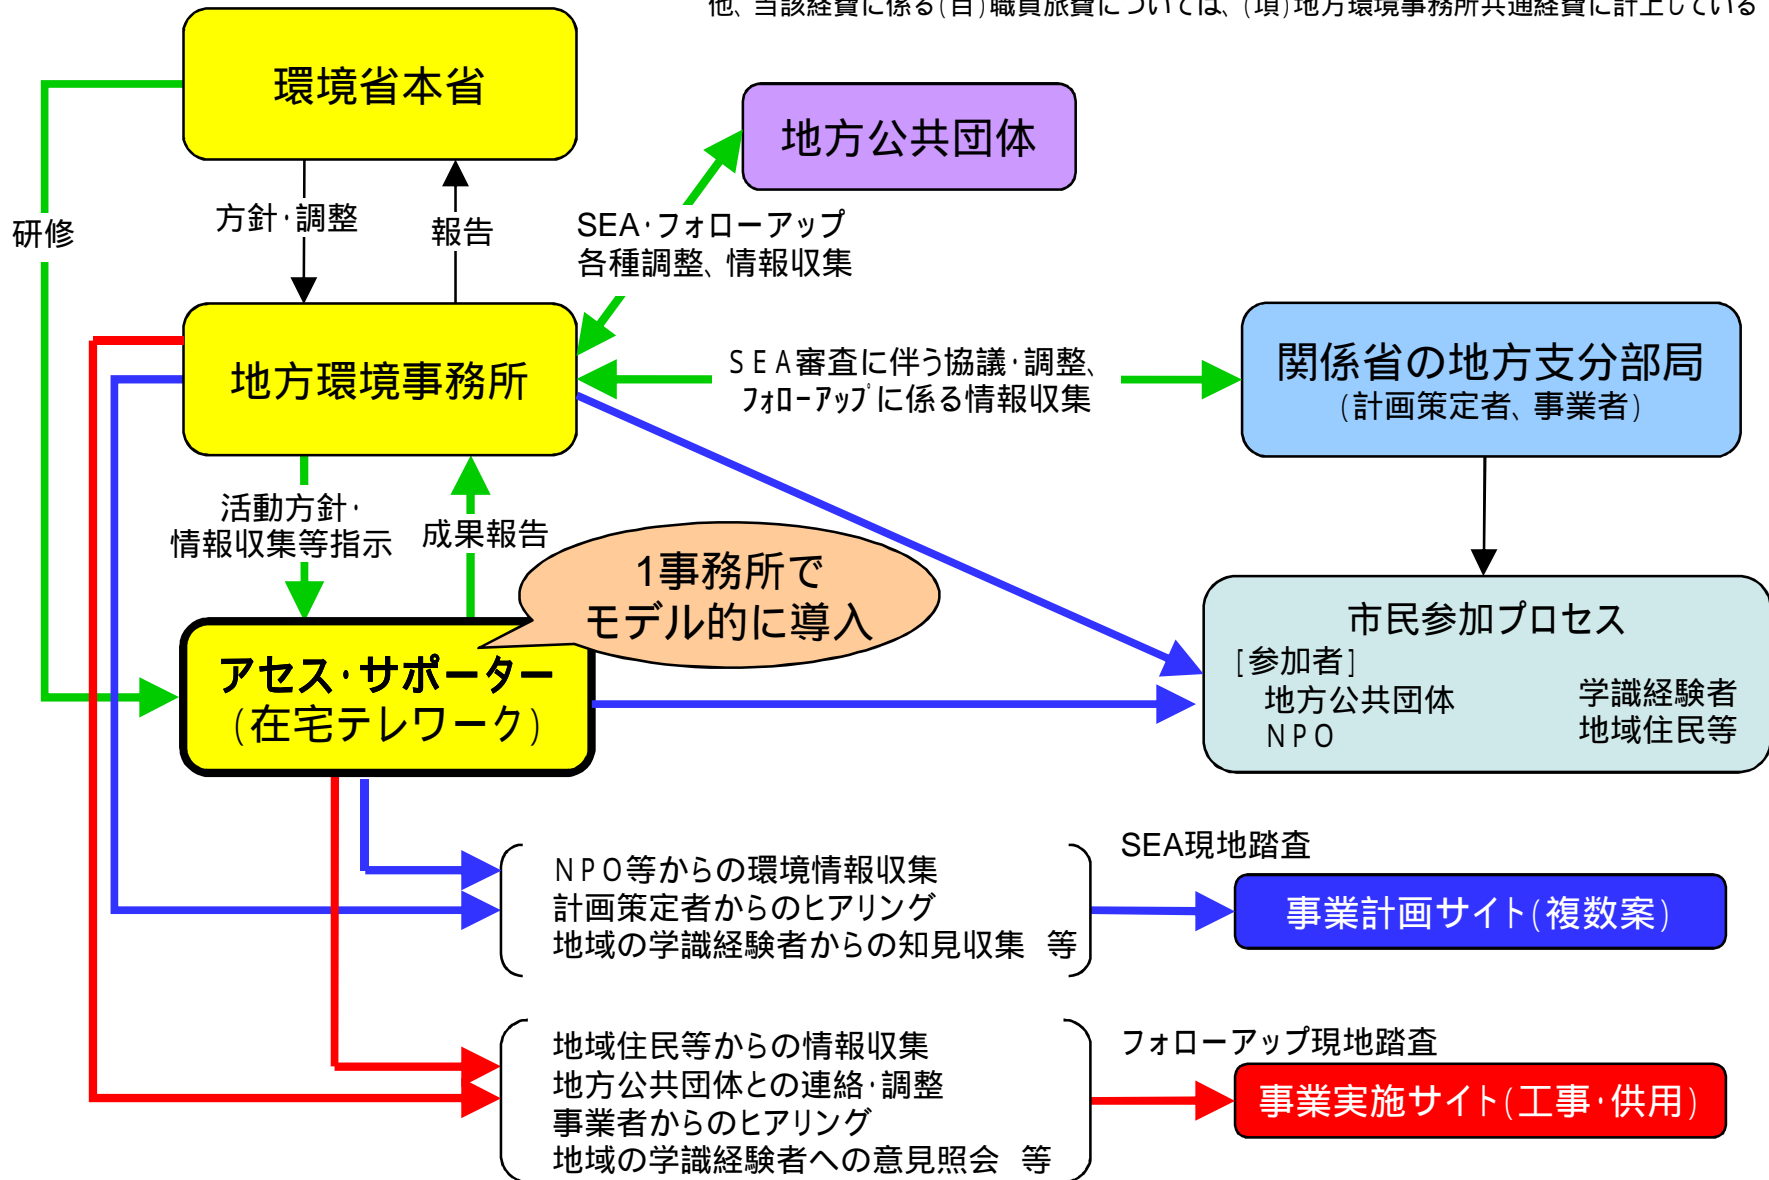 他、当該経費に係る(目)職員旅費については、(項)地方環境事務所共通経費に計上している
環境省本省
地方公共団体
研修
方針・調整
報告
SEA・フォローアップ
各種調整、情報収集
地方環境事務所
SEA審査に伴う協議・調整、
フォローアップに係る情報収集
関係省の地方支分部局
(計画策定者、事業者)
活動方針・
情報収集等指示
成果報告
1事務所で
モデル的に導入
アセス・サポーター
(在宅テレワーク)
市民参加プロセス
[参加者]
地方公共団体
NPO
学識経験者
地域住民等
NPO等からの環境情報収集
計画策定者からのヒアリング
地域の学識経験者からの知見収集 等
SEA現地踏査
事業計画サイト(複数案)
地域住民等からの情報収集
地方公共団体との連絡・調整
事業者からのヒアリング
地域の学識経験者への意見照会 等
フォローアップ現地踏査
事業実施サイト(工事・供用)